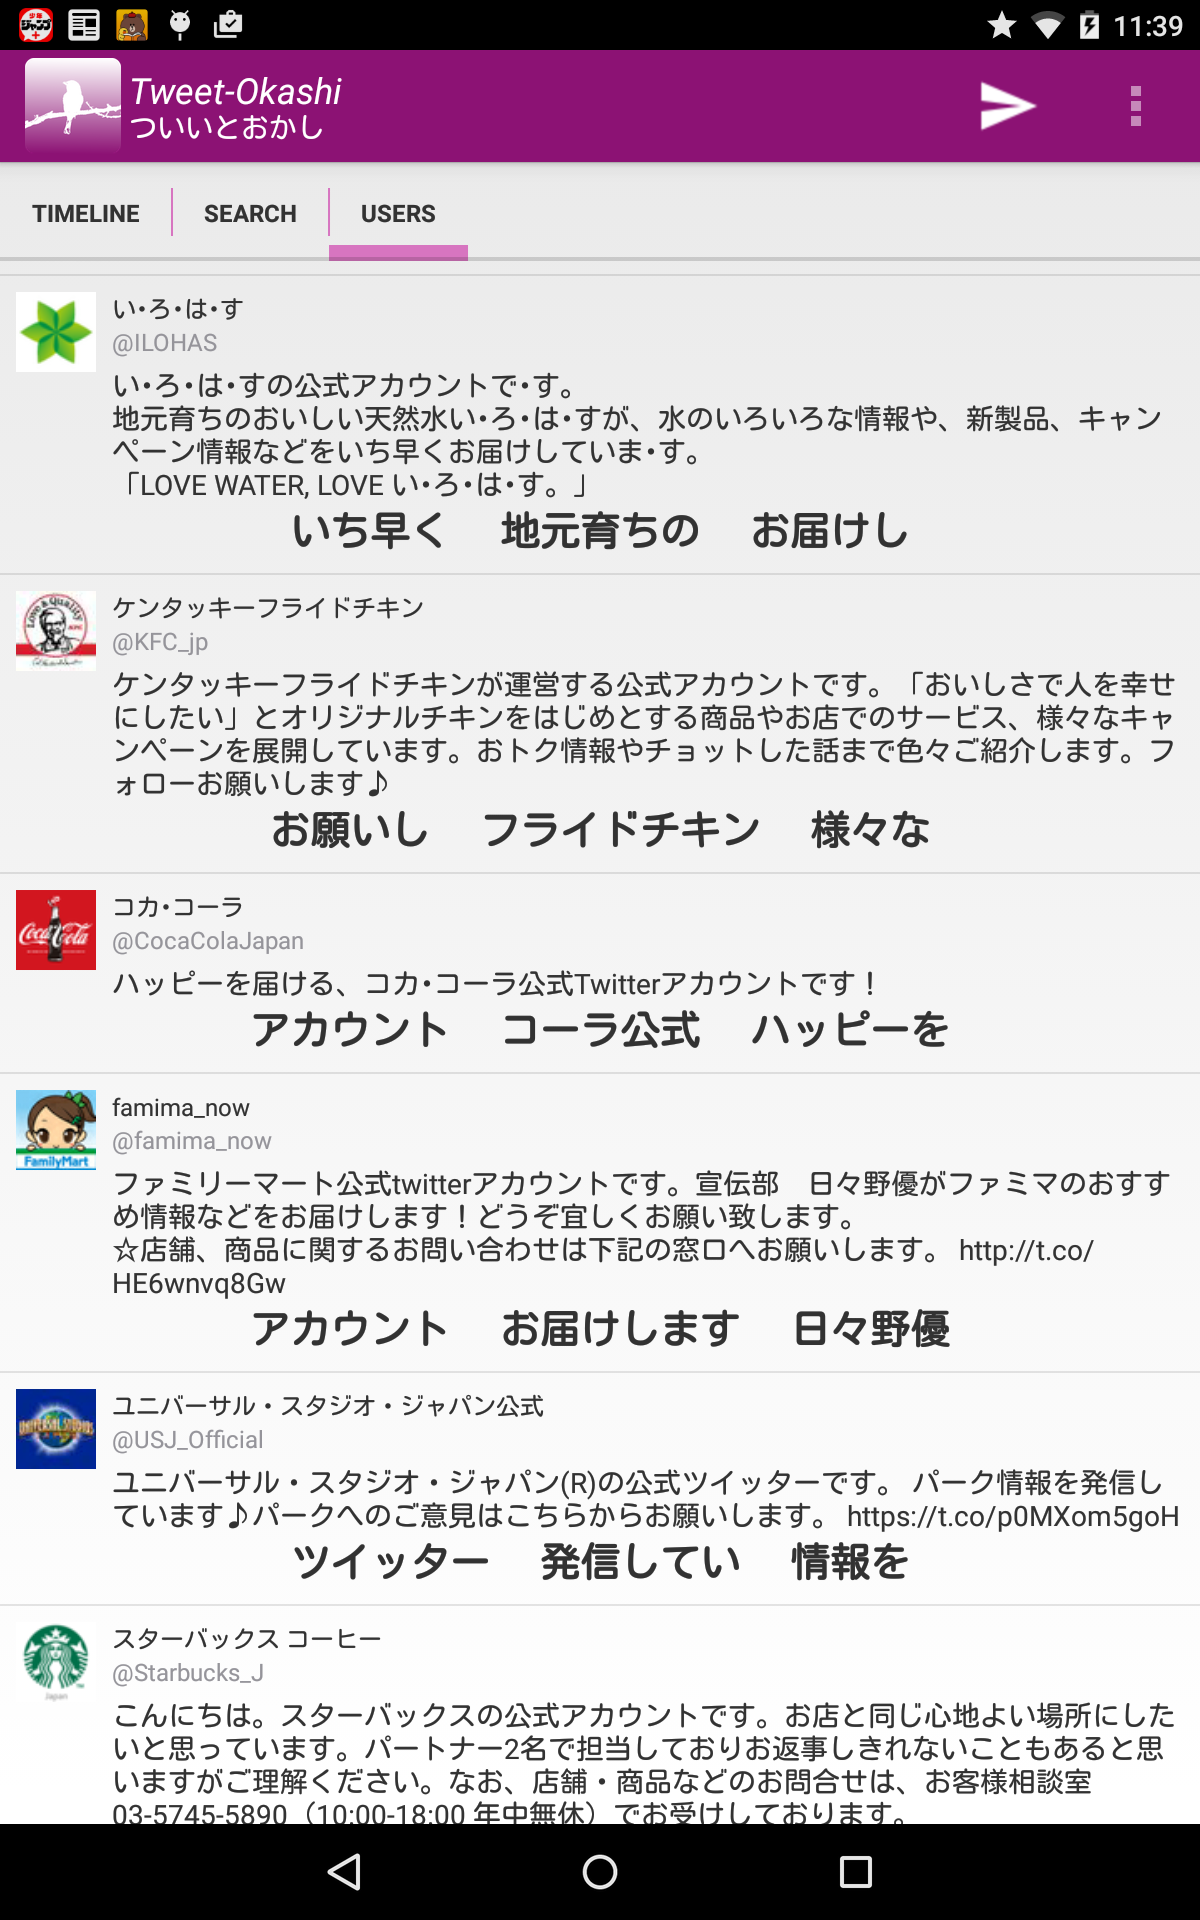 11:39
Tweet-Okashi
ついいとおかし
TIMELINE
SEARCH
USERS
い・ろ・は・す
@ILOHAS
い・ろ・は・すの公式アカウントで・す。
地元育ちのおいしい天然水い・ろ・は・すが、水のいろいろな情報や、新製品、キャン
ペーン情報などをいち早くお届けしていま・す。
「LOVE WATER, LOVE い・ろ・は・す。」
いち早く 地元育ちの お届けし
ケンタッキーフライドチキン
@KFC_jp
ケンタッキーフライドチキンが運営する公式アカウントです。「おいしさで人を幸せ
にしたい」とオリジナルチキンをはじめとする商品やお店でのサービス、様々なキャ
ンペーンを展開しています。おトク情報やチョットした話まで色々ご紹介します。フ
ォローお願いします♪
お願いし フライドチキン 様々な
Coca-Cola
コカ・コーラ
@CocaColaJapan
ハッピーを届ける、コカ・コーラ公式Twitterアカウントです！
アカウント コーラ公式 ハッピーを
FamilyMart
famima_now
@famima_now
ファミリーマート公式twitterアカウントです。宣伝部　日々野優がファミマのおすす
め情報などをお届けします！どうぞ宜しくお願い致します。
☆店舗、商品に関するお問い合わせは下記の窓口へお願いします。 http://t.co/
HE6wnvq8Gw
アカウント お届けします 日々野優
ユニバーサル・スタジオ・ジャパン公式
@USJ_Official
ユニバーサル・スタジオ・ジャパン(R)の公式ツイッターです。 パーク情報を発信し
ています♪パークへのご意見はこちらからお願いします。 https://t.co/p0MXom5goH
ツイッター 発信してい 情報を
Japan
スターバックス コーヒー
@Starbucks_J
こんにちは。スターバックスの公式アカウントです。お店と同じ心地よい場所にした
いと思っています。パートナー2名で担当しておりお返事しきれないこともあると思
いますがご理解ください。なお、店舗・商品などのお問合せは、お客様相談室
03-5745-5890（10:00-18:00 年中無休）でお受けしております。